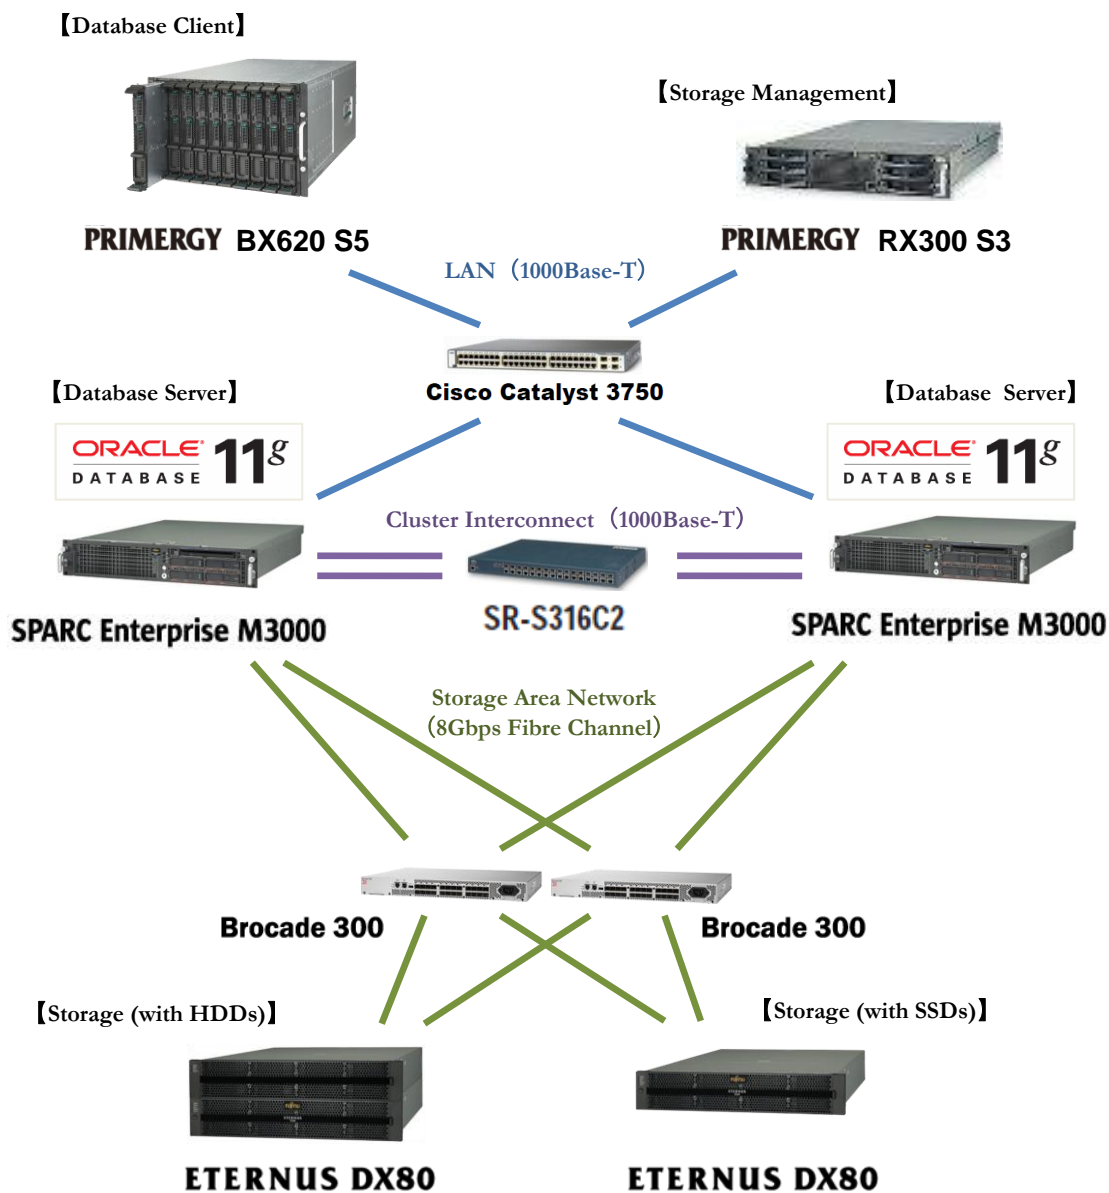 【Database Client】
【Storage Management】
PRIMERGY BX620 S5
PRIMERGY RX300 S3
LAN（1000Base-T）
Cisco Catalyst 3750
【Database Server】
【Database Server】
ORACLE®
DATABASE 11g
ORACLE®
DATABASE 11g
Cluster Interconnect（1000Base-T）
SR-S316C2
SPARC Enterprise M3000
SPARC Enterprise M3000
Storage Area Network
（8Gbps Fibre Channel）
Brocade 300
Brocade 300
【Storage (with HDDs)】
【Storage (with SSDs)】
ETERNUS DX80
ETERNUS DX80